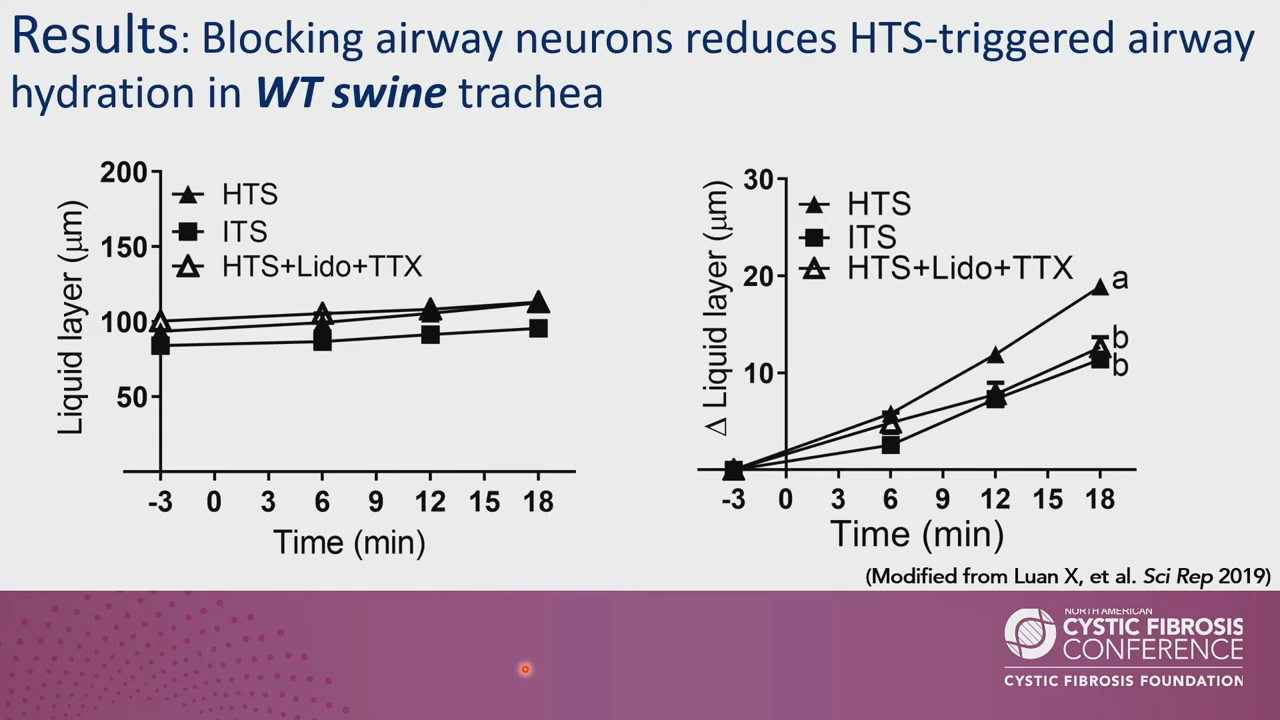 Results: Blocking airway neurons reduces HTS-triggered airway
hydration in WT swine trachea
200
150
100
50
Liquid layer (μm)
HTS
ITS
HTS+Lido+TTX
-3 0 3 6 9 12 15 18
Time (min)
30
20
10
Δ Liquid layer (μm)
HTS
ITS
HTS+Lido+TTX
a
b
b
-3 0 3 6 9 12 15 18
Time (min)
(Modified from Luan X, et al. Sci Rep 2019)
NORTH AMERICAN
CYSTIC FIBROSIS
CONFERENCE
CYSTIC FIBROSIS FOUNDATION